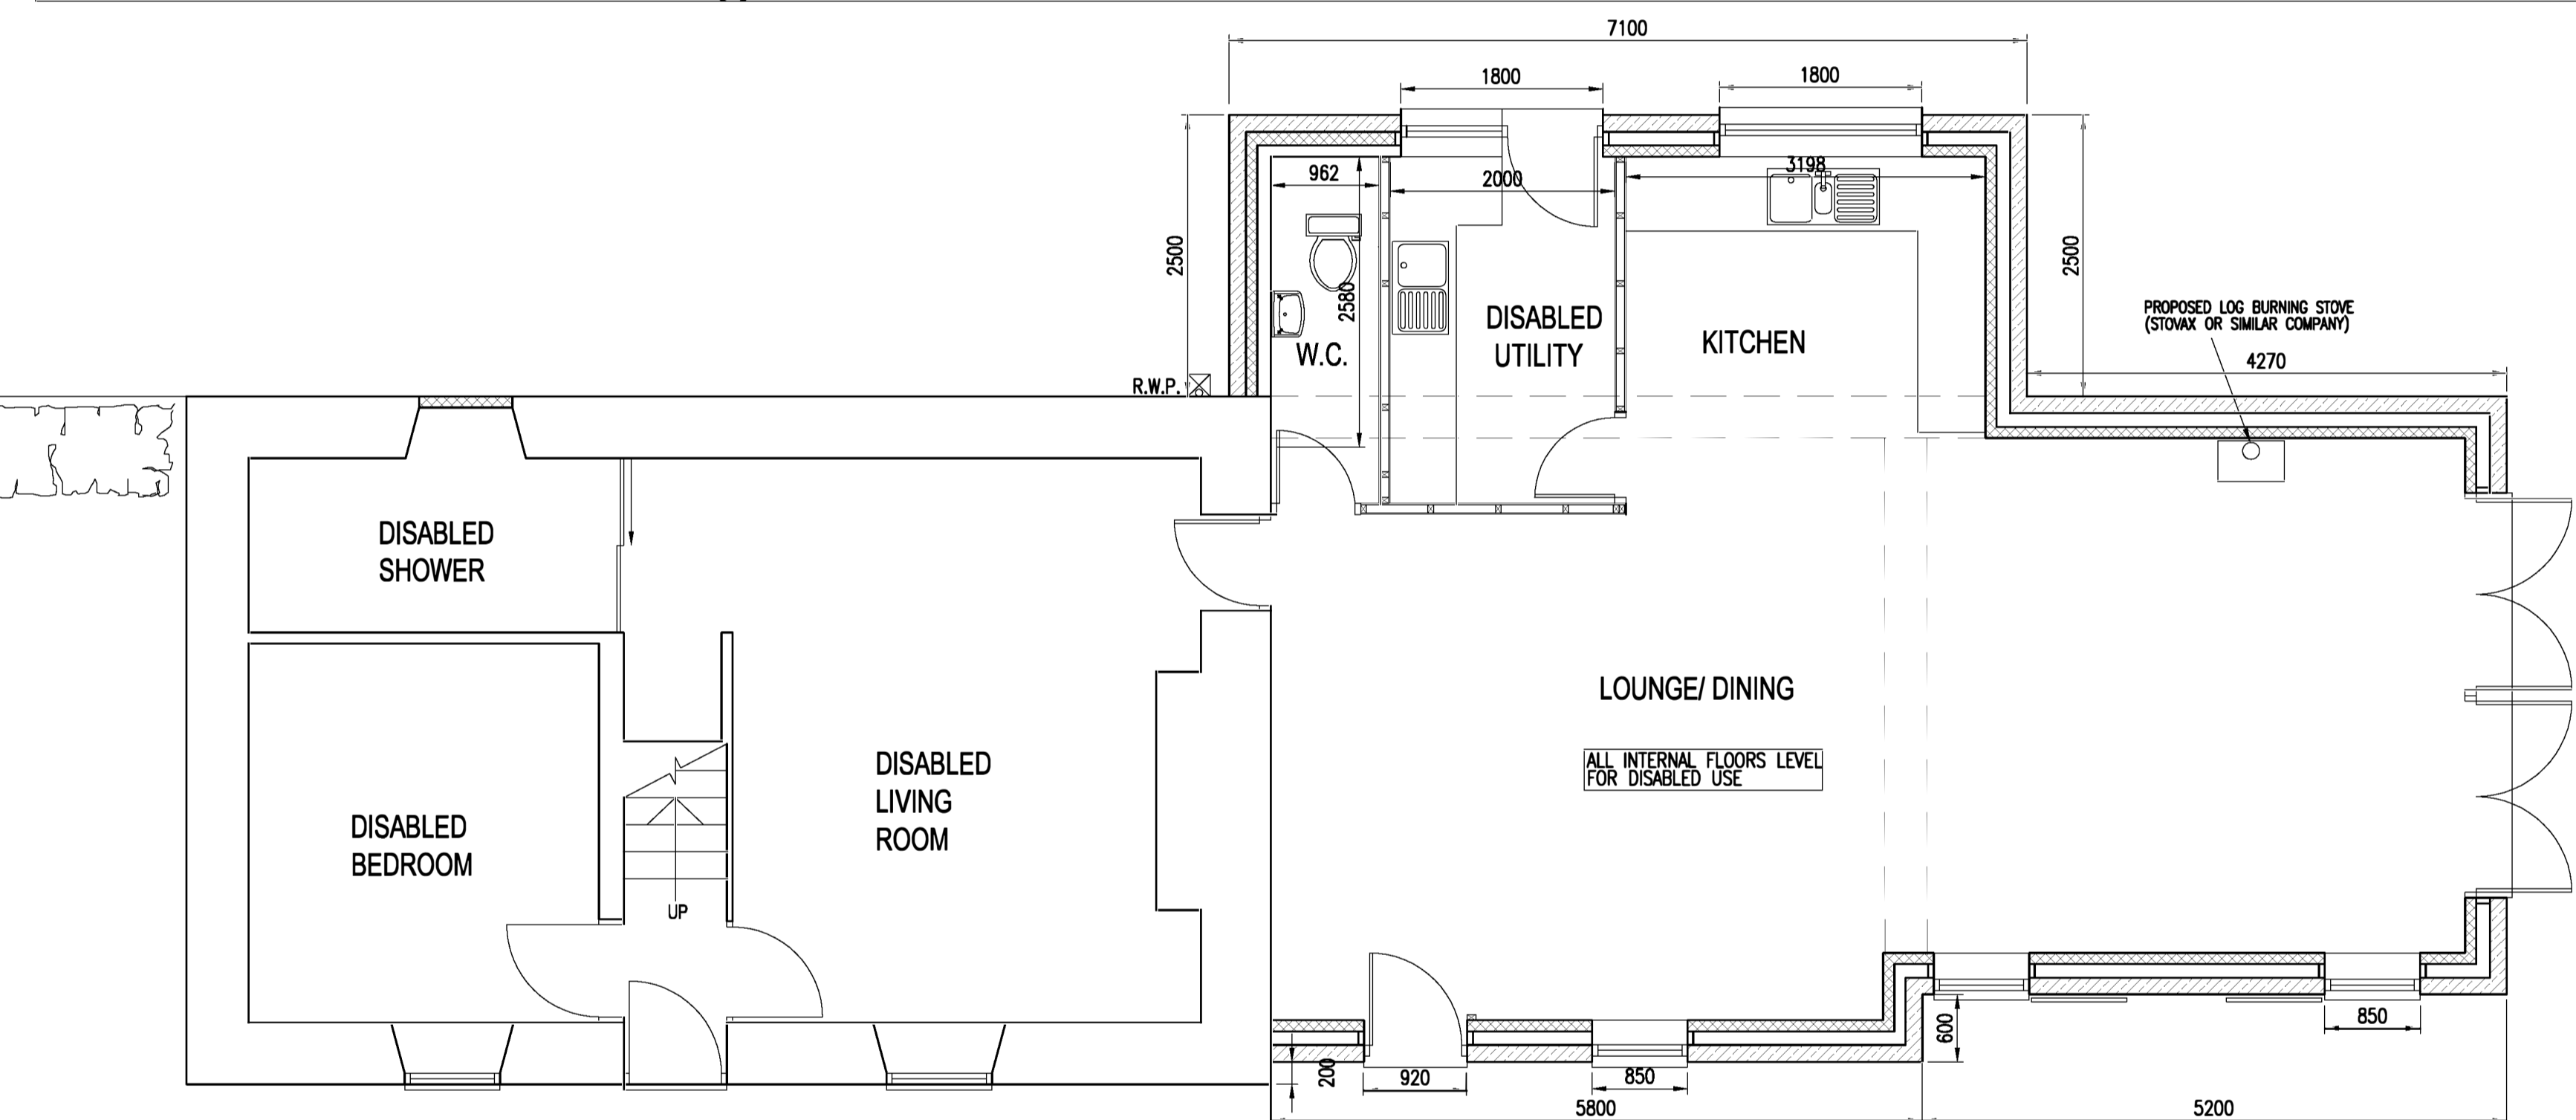 7100
1800
1800
962
2000
3198
2500
2580
2500
DISABLED
UTILITY
W.C.
KITCHEN
PROPOSED LOG BURNING STOVE
(STOVAX OR SIMILAR COMPANY)
4270
R.W.P.
DISABLED
SHOWER
LOUNGE/ DINING
ALL INTERNAL FLOORS LEVEL
FOR DISABLED USE
DISABLED
LIVING
ROOM
DISABLED
BEDROOM
UP
600
850
200
920
850
5800
5200